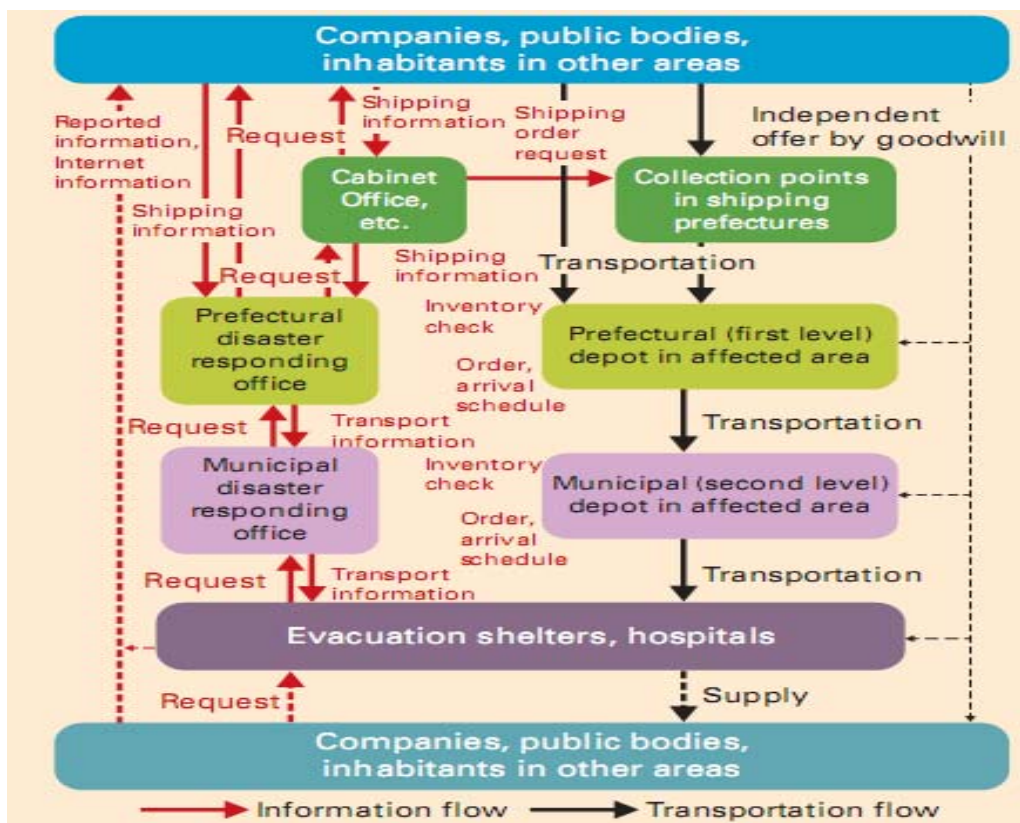 Companies, public bodies,
inhabitants in other areas
Reported
information,
Internet
information
Request
Shipping
information
Shipping
order
request
Independent
offer by goodwill
Cabinet
Office,
etc.
Collection points
in shipping
prefectures
Shipping
information
Request
Shipping
information
Transportation
Prefectural
disaster
responding
office
Inventory
check
Prefectural (first level)
depot in affected area
Order,
arrival
schedule
Request
Transport
information
Transportation
Municipal
disaster
responding
office
Inventory
check
Municipal (second level)
depot in affected area
Order,
arrival
schedule
Request
Transport
information
Transportation
Evacuation shelters, hospitals
Request
Supply
Companies, public bodies,
inhabitants in other areas
Information flow
Transportation flow